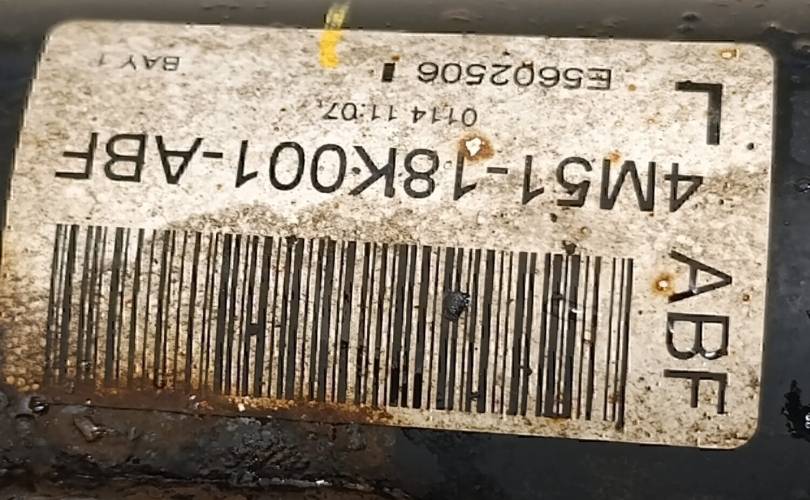 ABF
4M51-18K001-ABF
L
0114 11:07
E5602506
BAY 1